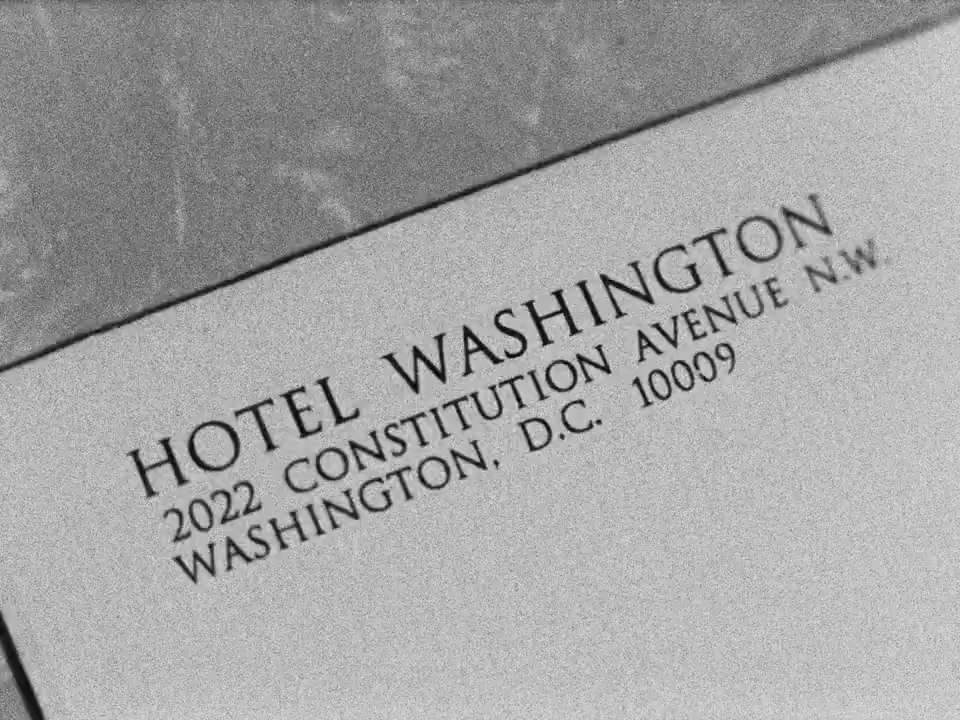 HOTEL WASHINGTON
2022 CONSTITUTION AVENUE N.W.
WASHINGTON, D.C. 10009